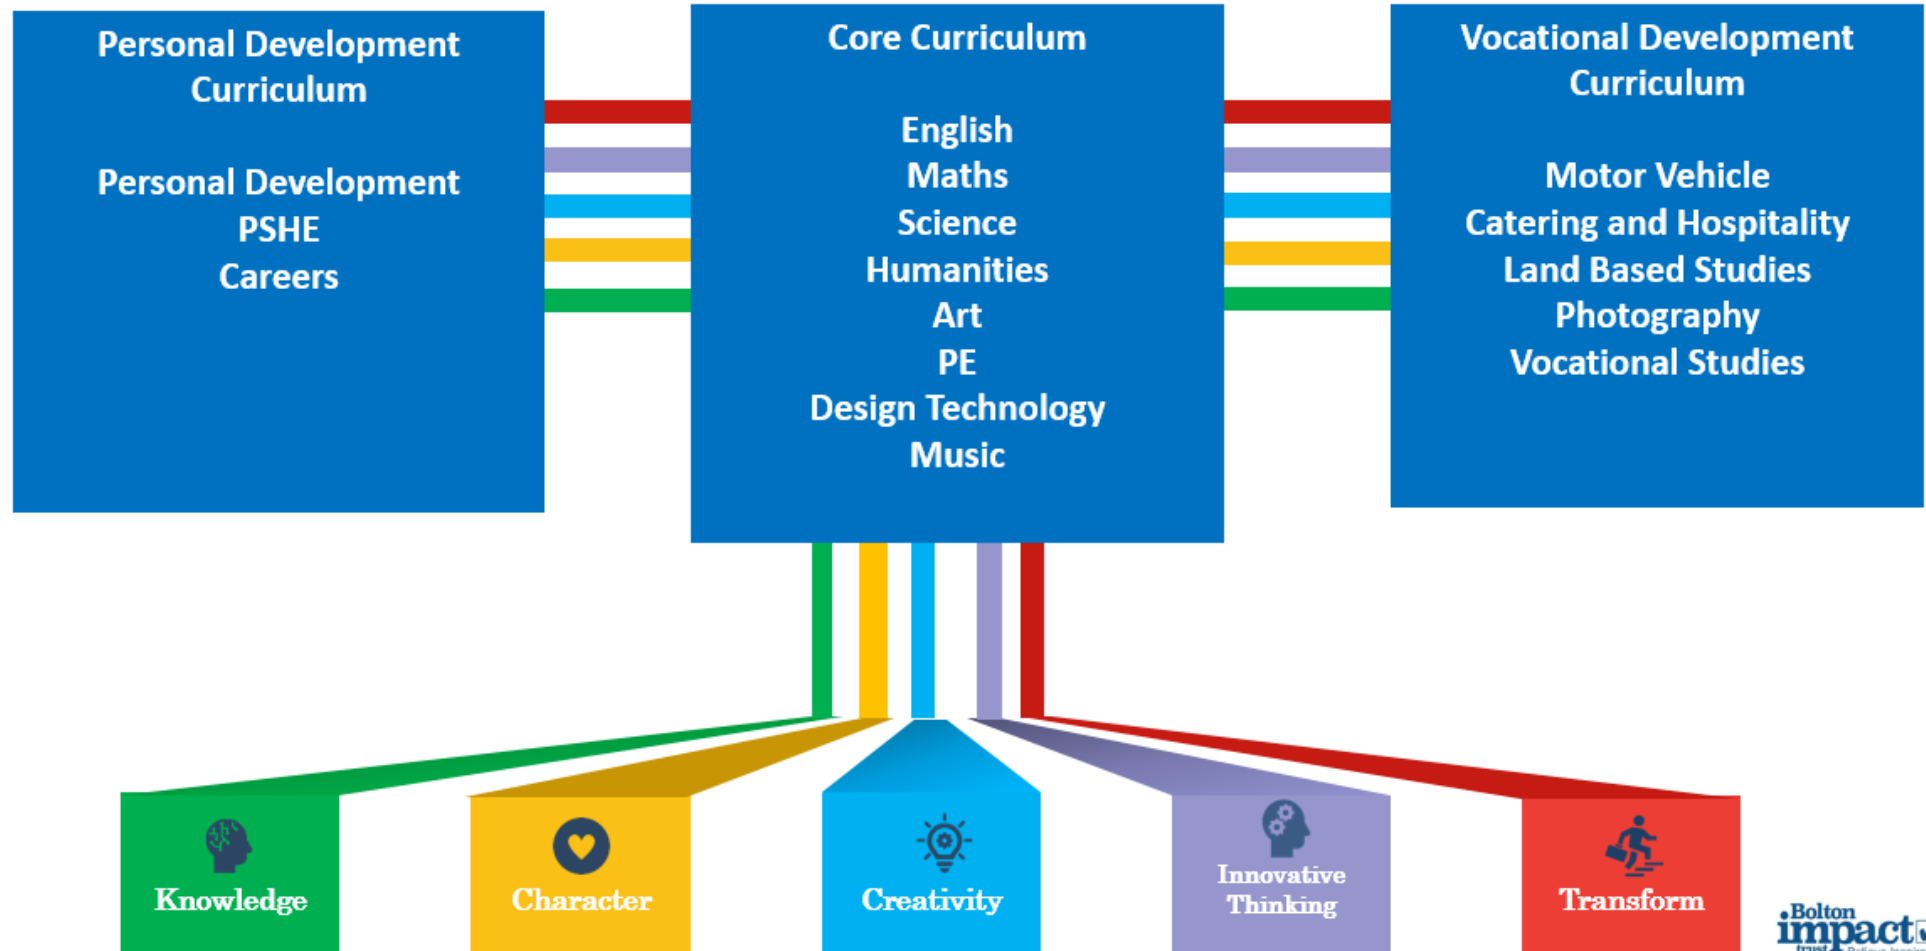 Personal Development
Curriculum
Personal Development
PSHE
Careers
Core Curriculum
English
Maths
Science
Humanities
Art
PE
Design Technology
Music
Vocational Development
Curriculum
Motor Vehicle
Catering and Hospitality
Land Based Studies
Photography
Vocational Studies
Knowledge
Character
Creativity
Innovative
Thinking
Transform
Bolton
impact
trust